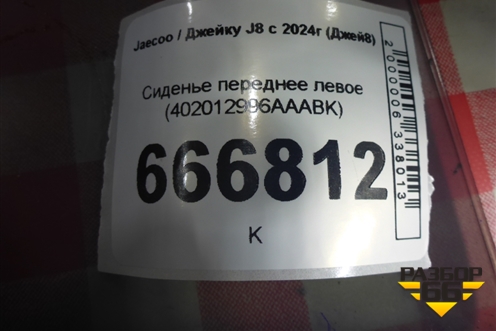 Jaecoo / Джейку J8 с 2024г (Джей8)
Сиденье переднее левое
(402012996AAABK)
666812
К
2000006338013
РАЗБОР
66